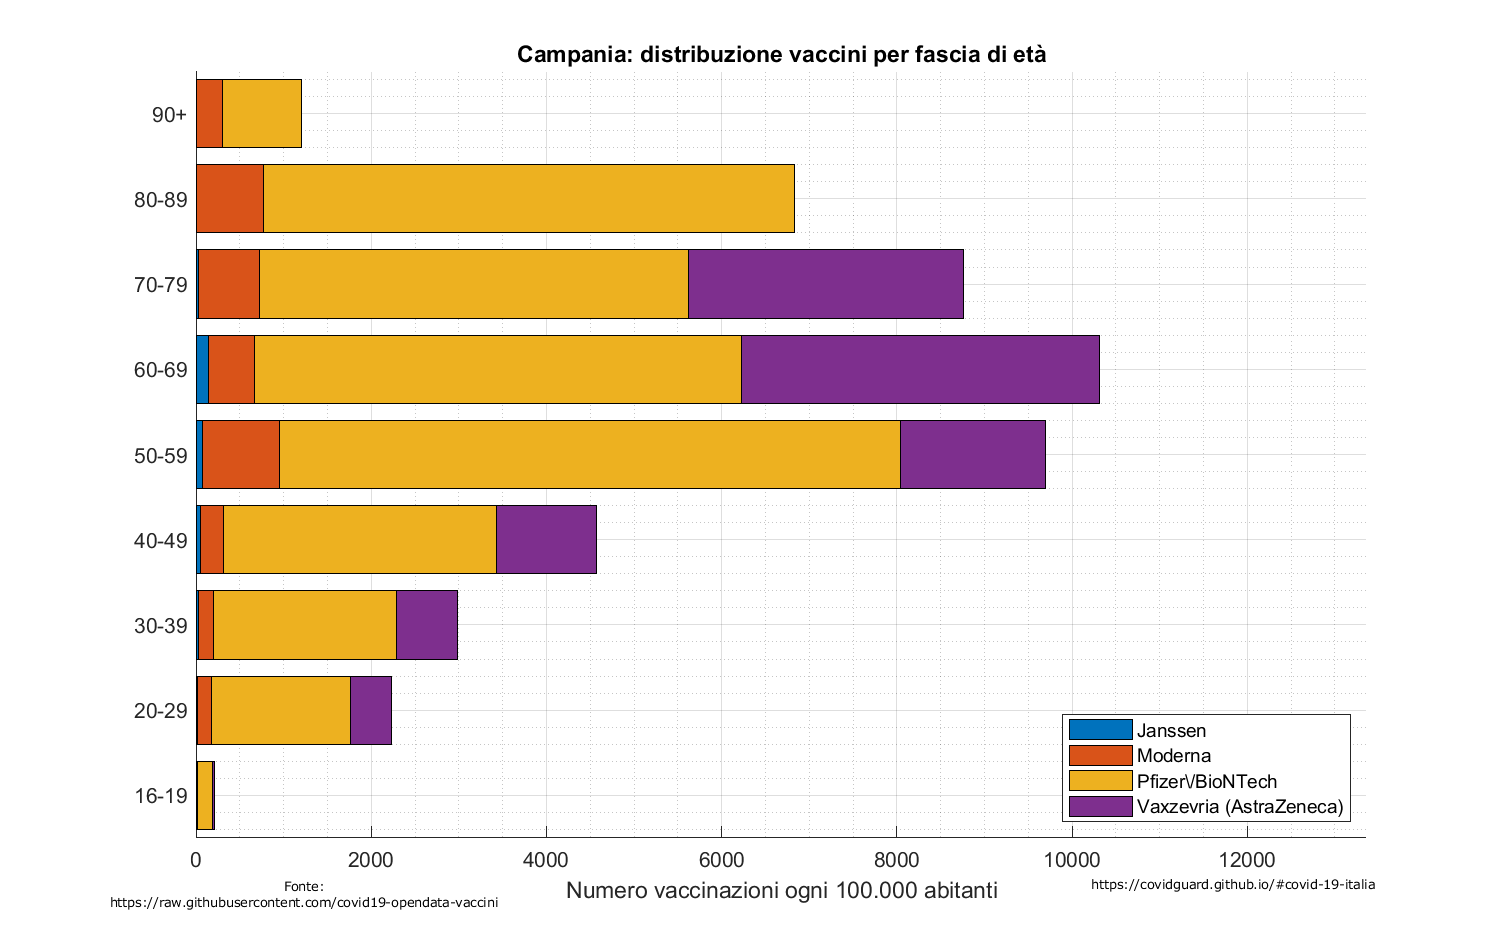 Campania: distribuzione vaccini per fascia di età
90+
80-89
70-79
60-69
50-59
40-49
30-39
20-29
16-19
Janssen
Moderna
Pfizer\/BioNTech
Vaxzevria (AstraZeneca)
0 2000 4000 6000 8000 10000 12000
Numero vaccinazioni ogni 100.000 abitanti
Fonte:
https://raw.githubusercontent.com/covid19-opendata-vaccini
https://covidguard.github.io/#covid-19-italia